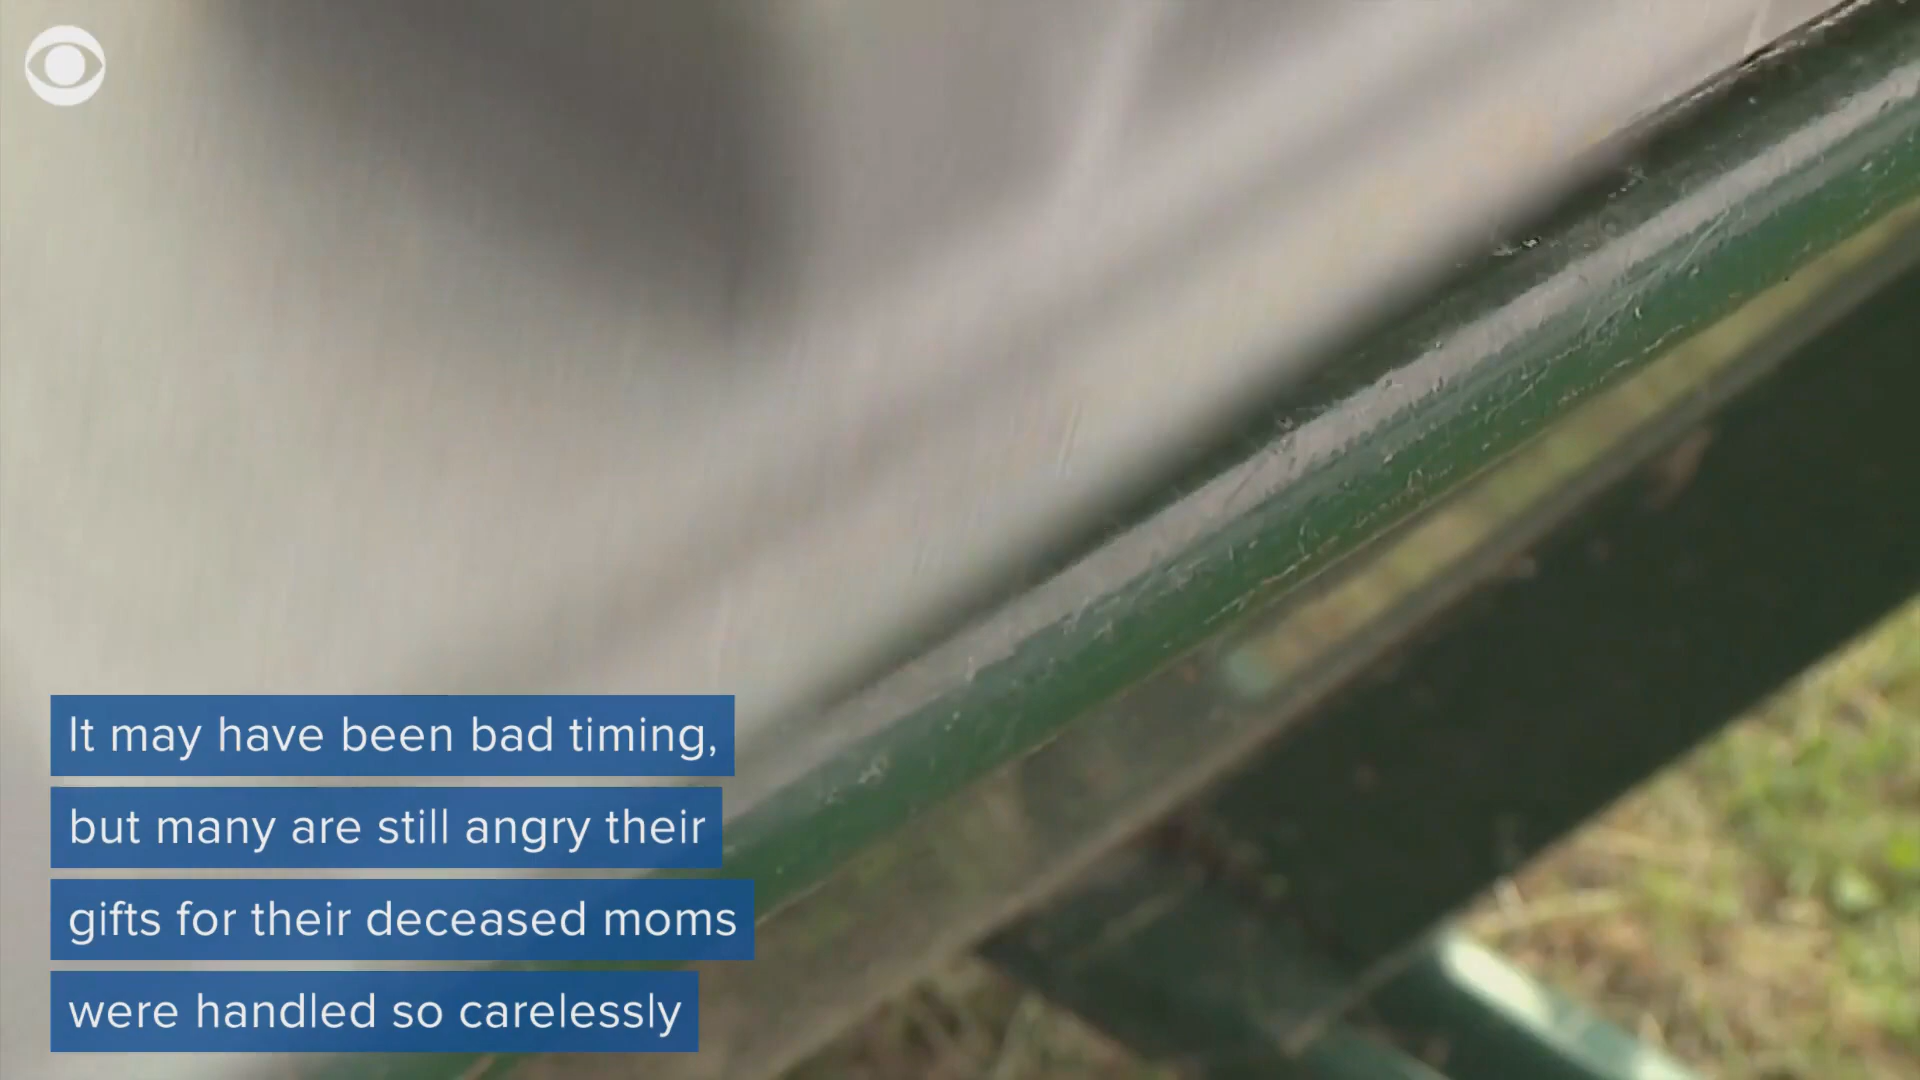 It may have been bad timing,
but many are still angry their
gifts for their deceased moms
were handled so carelessly